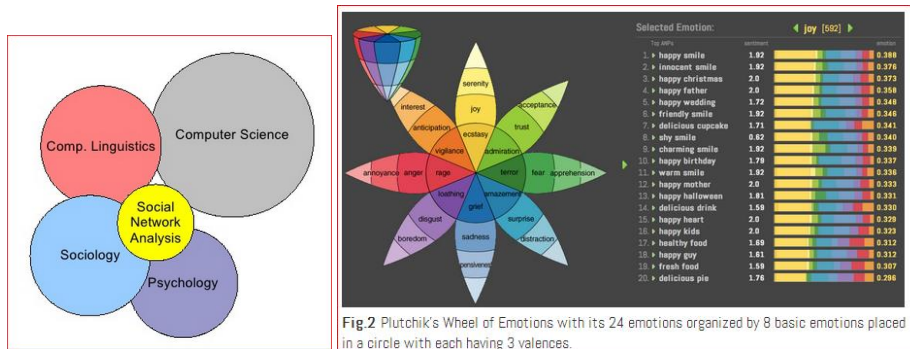 Comp. Linguistics
Computer Science
Social
Network
Analysis
Sociology
Psychology
serenity
joy
ecstasy
interest
anticipation
vigilance
acceptance
trust
admiration
annoyance
anger
rage
terror
fear
apprehension
loathing
disgust
boredom
grief
sadness
pensiveness
amazement
surprise
distraction
Selected Emotion:
joy [592]
Top ANPs sentiment emotion
1. happy smile 1.92 0.388
2. innocent smile 1.92 0.376
3. happy christmas 2.0 0.373
4. happy father 2.0 0.350
5. happy wedding 1.72 0.348
6. friendly smile 1.92 0.346
7. delicious cupcake 1.71 0.341
8. shy smile 0.62 0.340
9. charming smile 1.92 0.339
10. happy birthday 1.79 0.337
11. warm smile 1.92 0.336
12. happy mother 2.0 0.333
13. happy halloween 1.81 0.331
14. delicious drink 1.59 0.330
15. happy heart 2.0 0.329
16. happy kids 2.0 0.323
17. healthy food 1.69 0.312
18. happy guy 1.61 0.312
19. fresh food 1.59 0.307
20. delicious pie 1.76 0.296
Fig.2 Plutchik's Wheel of Emotions with its 24 emotions organized by 8 basic emotions placed
in a circle with each having 3 valences.